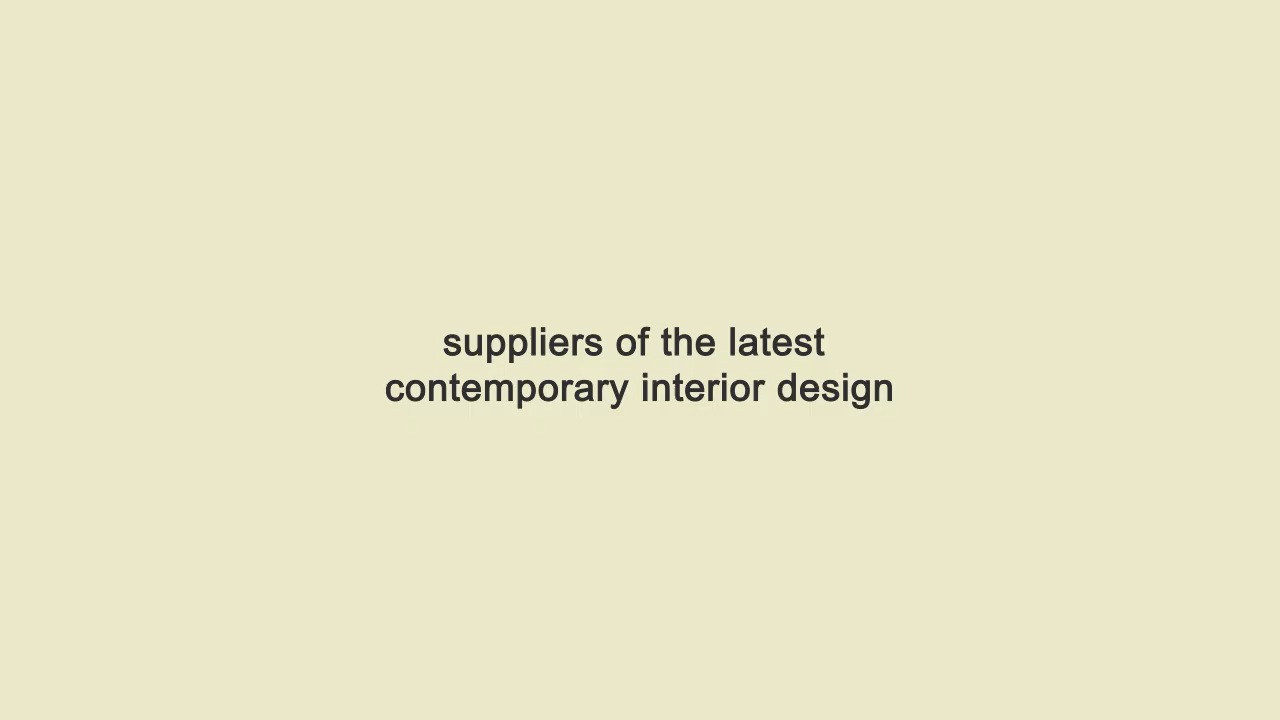 suppliers of the latest
contemporary interior design